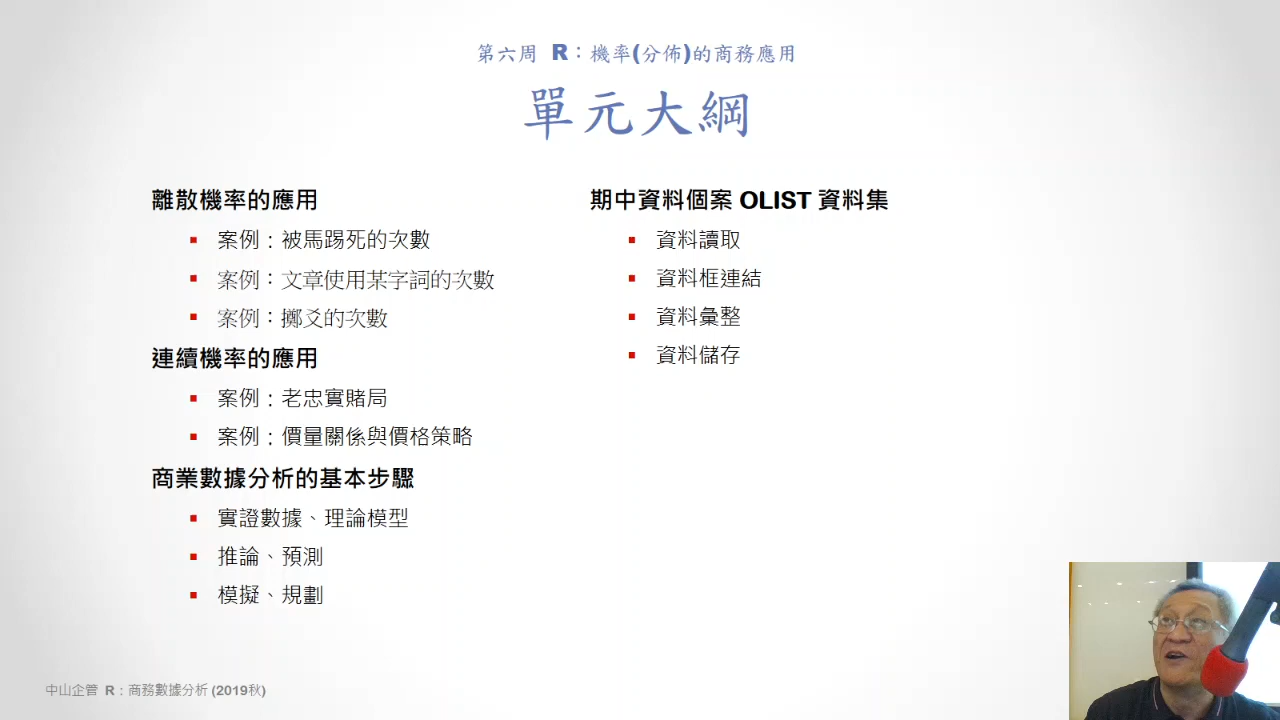 第六周 R：機率(分佈)的商務應用
單元大綱
離散機率的應用
案例：被馬踢死的次數
案例：文章使用某字詞的次數
案例：擲爻的次數
連續機率的應用
案例：老忠實賭局
案例：價量關係與價格策略
商業數據分析的基本步驟
實證數據、理論模型
推論、預測
模擬、規劃
期中資料個案 OLIST 資料集
資料讀取
資料框連結
資料彙整
資料儲存
中山企管 R：商務數據分析 (2019秋)